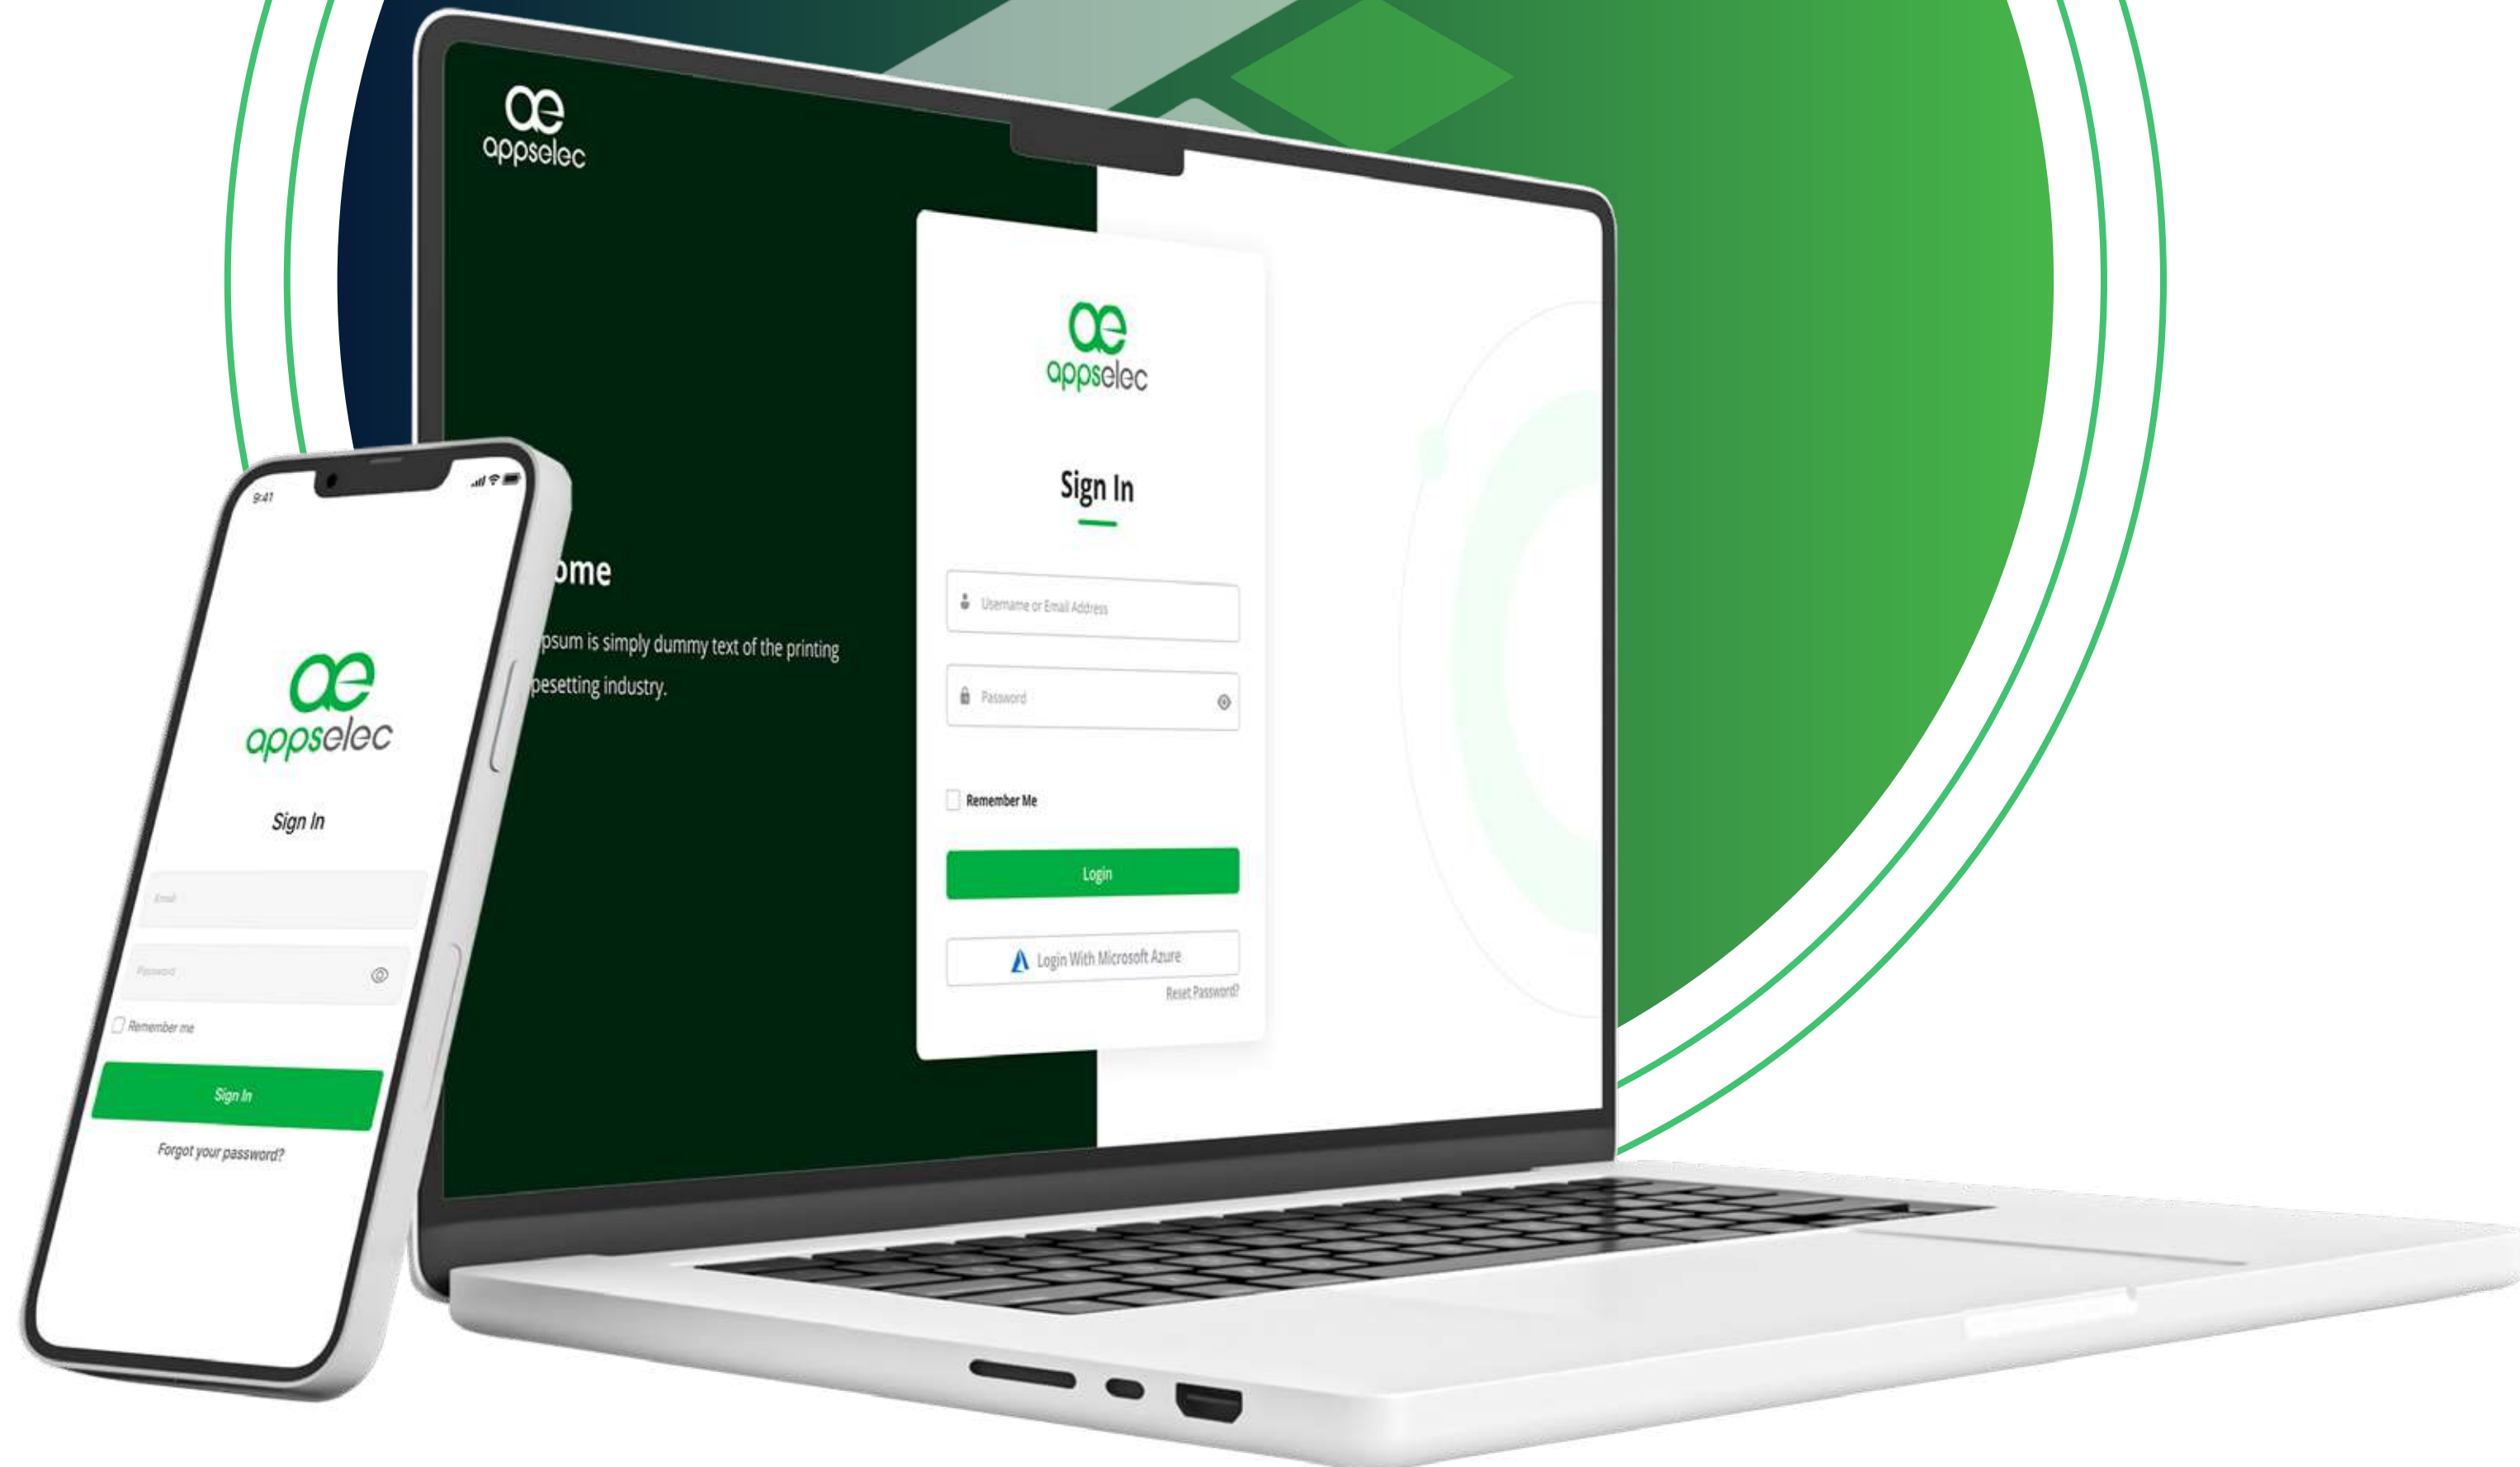 æ
appselec
ome
psum is simply dummy text of the printing
pesetting industry.
æ
appselec
Sign In
Username or Email Address
Password
Remember Me
Login
Login With Microsoft Azure
Reset Password?
9:41
æ
appselec
Sign In
Email
Password
Remember me
Sign In
Forgot your password?